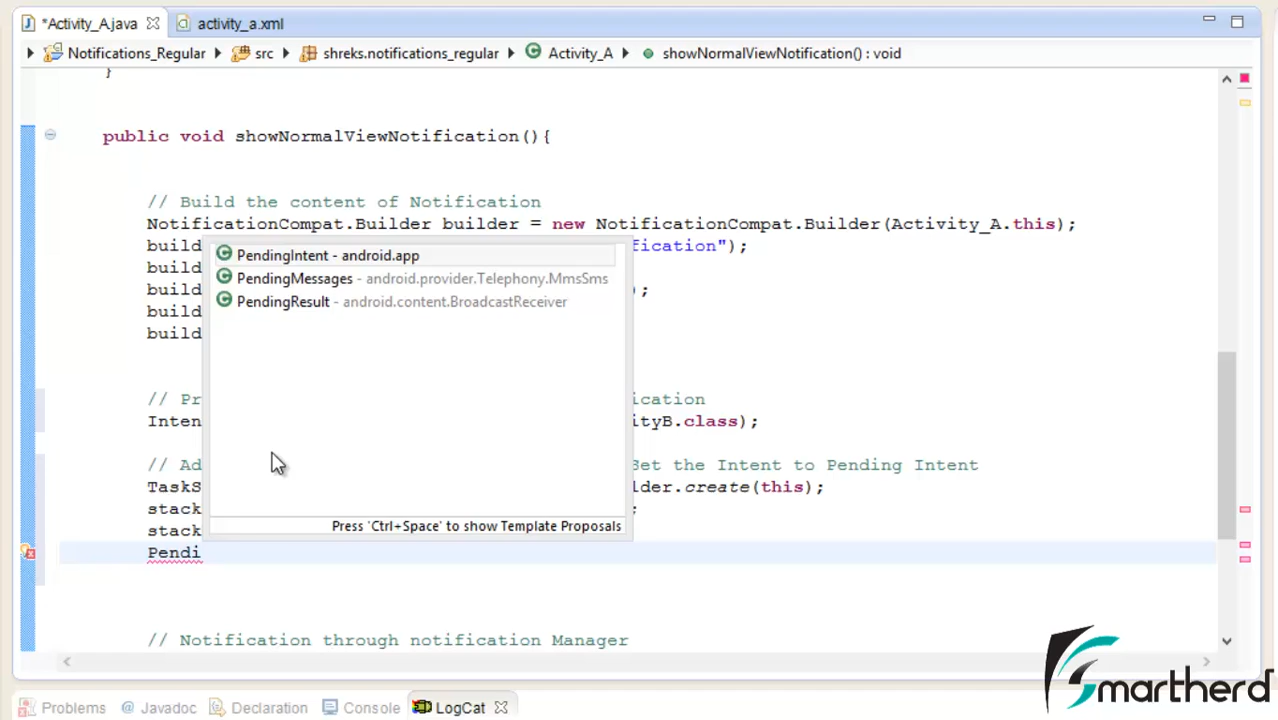 *Activity_A.java
activity_a.xml
Notifications_Regular src shreks.notifications_regular Activity_A showNormalViewNotification() : void
}
public void showNormalViewNotification(){
// Build the content of Notification
NotificationCompat.Builder builder = new NotificationCompat.Builder(Activity_A.this);
build ification");
build
build );
build
build
PendingIntent - android.app
PendingMessages - android.provider.Telephony.MmsSms
PendingResult - android.content.BroadcastReceiver
Press 'Ctrl+Space' to show Template Proposals
// Pr ication
Inten ityB.class);
// Ad Set the Intent to Pending Intent
TaskS lder.create(this);
stack ;
stack
Pendi
// Notification through notification Manager
Smartherd
Problems @ Javadoc Declaration Console LogCat